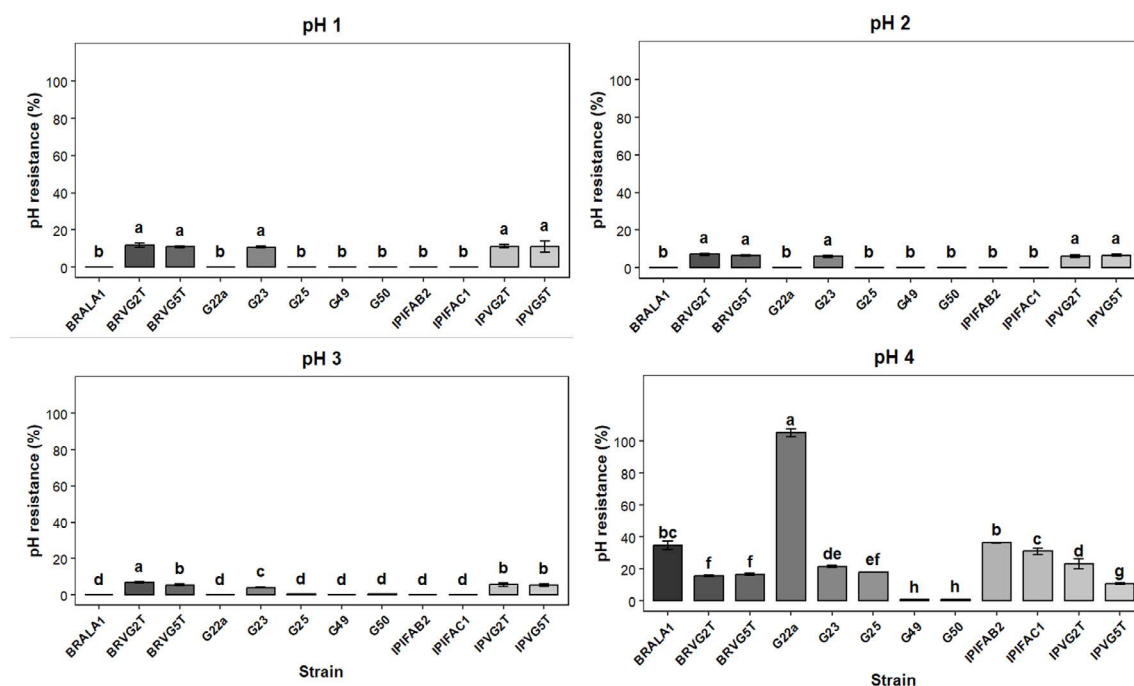 pH 1
pH resistance (%)
100
80
60
40
20
0
b a a b a b b b b b a a
BRALA1 BRVG2T BRVG5T G22a G23 G25 G49 G50 IPIFAB2 IPIFAC1 IPVG2T IPVG5T
pH 2
pH resistance (%)
100
80
60
40
20
0
b a a b a b b b b b a a
BRALA1 BRVG2T BRVG5T G22a G23 G25 G49 G50 IPIFAB2 IPIFAC1 IPVG2T IPVG5T
pH 3
pH resistance (%)
100
80
60
40
20
0
d a b d c d d d d d b b
BRALA1 BRVG2T BRVG5T G22a G23 G25 G49 G50 IPIFAB2 IPIFAC1 IPVG2T IPVG5T
Strain
pH 4
pH resistance (%)
100
80
60
40
20
0
bc f f a de ef h h b c d g
BRALA1 BRVG2T BRVG5T G22a G23 G25 G49 G50 IPIFAB2 IPIFAC1 IPVG2T IPVG5T
Strain